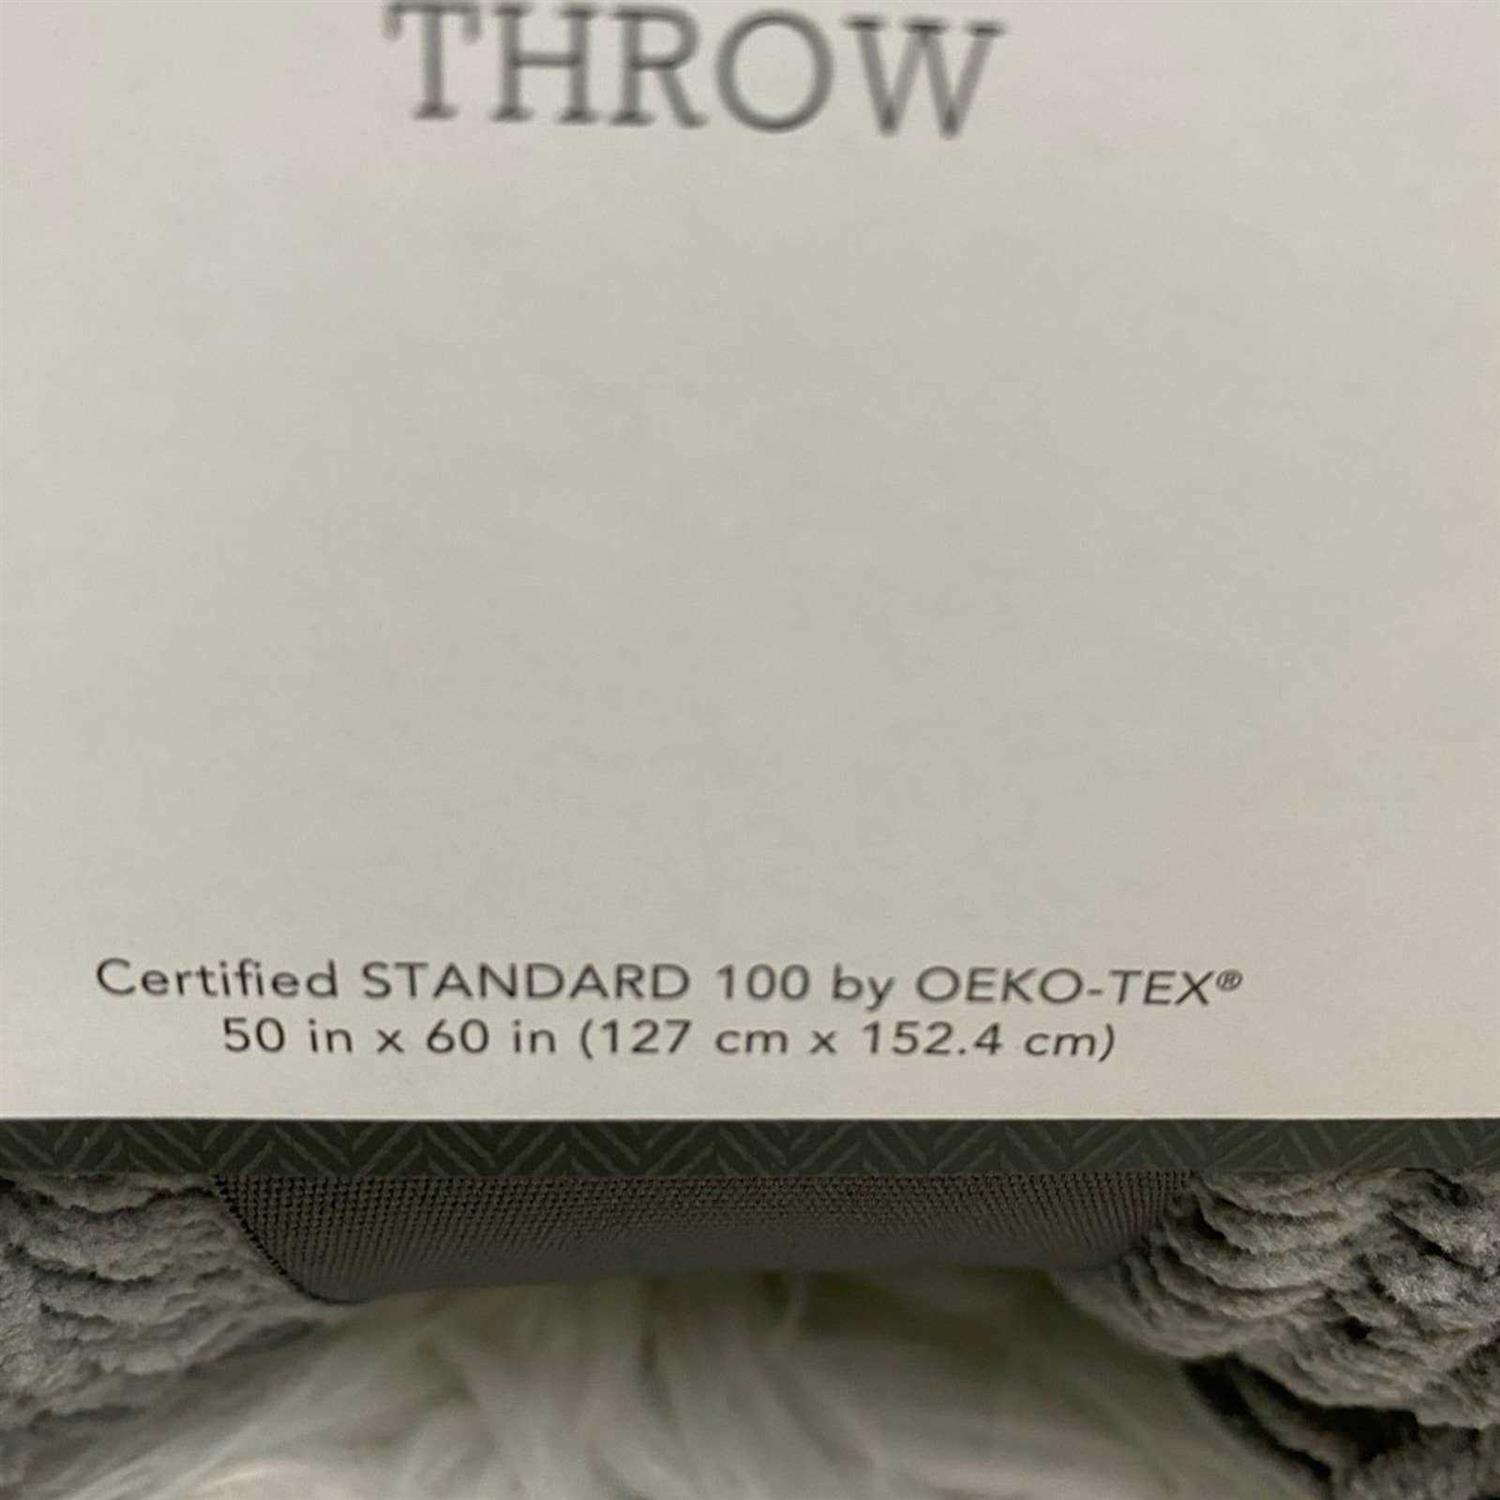 THROW
Certified STANDARD 100 by OEKO-TEX®
50 in x 60 in (127 cm x 152.4 cm)